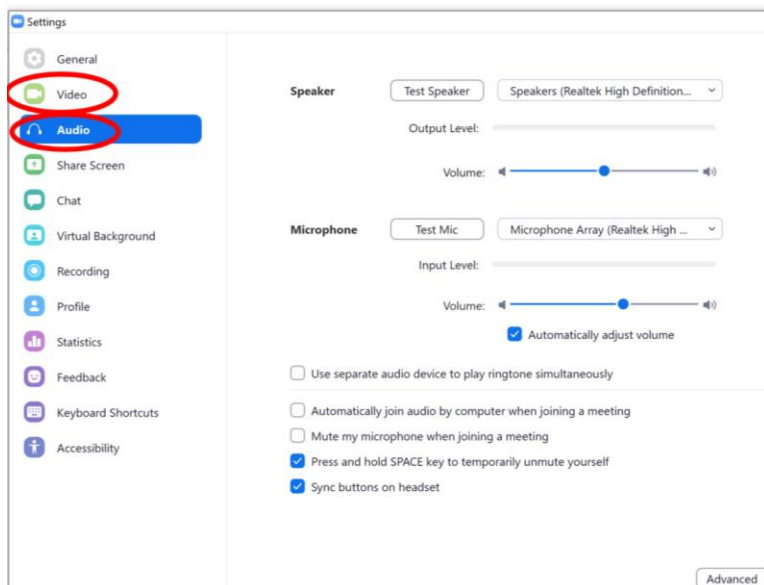 Settings
General
Video
Audio
Share Screen
Chat
Virtual Background
Recording
Profile
Statistics
Feedback
Keyboard Shortcuts
Accessibility
Speaker
Test Speaker
Speakers (Realtek High Definition...
Output Level:
Volume:
Microphone
Test Mic
Microphone Array (Realtek High ...
Input Level:
Volume:
Automatically adjust volume
Use separate audio device to play ringtone simultaneously
Automatically join audio by computer when joining a meeting
Mute my microphone when joining a meeting
Press and hold SPACE key to temporarily unmute yourself
Sync buttons on headset
Advanced